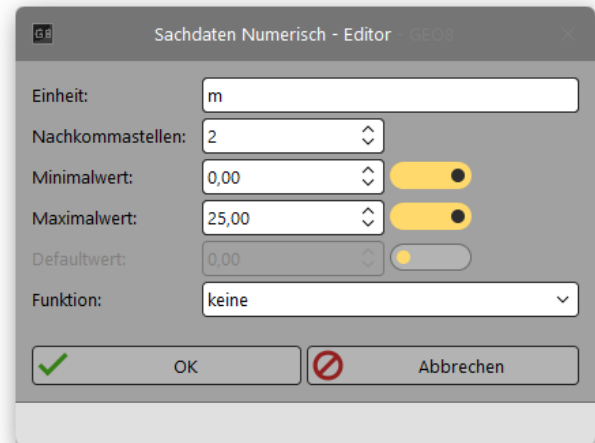 G8 Sachdaten Numerisch - Editor - GEO8
Einheit: m
Nachkommastellen: 2
Minimalwert: 0,00
Maximalwert: 25,00
Defaultwert: 0,00
Funktion: keine
OK Abbrechen